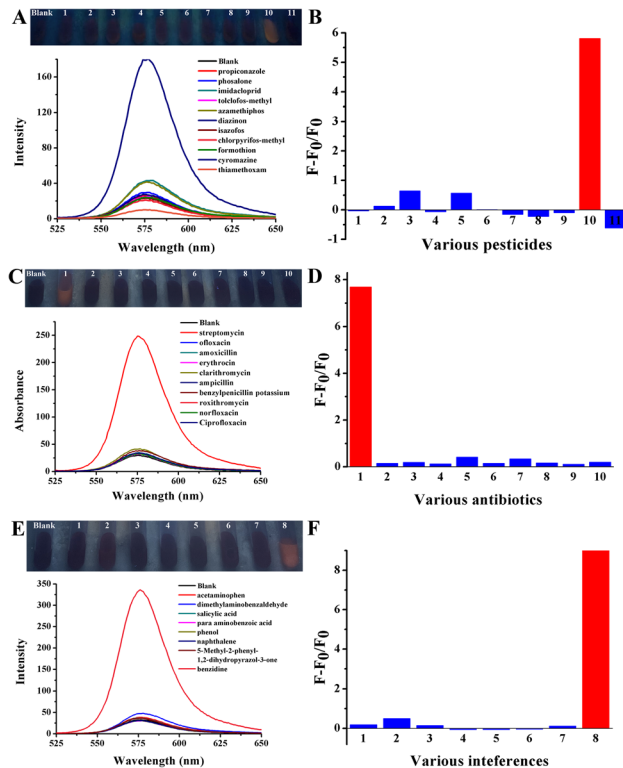 A
Blank 1 2 3 4 5 6 7 8 9 10 11
160
120
80
40
0
Intensity
Blank
propiconazole
phosalone
imidacloprid
tolclofos-methyl
azamethiphos
diazinon
isazofos
chlorpyrifos-methyl
formothion
cyromazine
thiamethoxam
525 550 575 600 625 650
Wavelength (nm)
B
6
5
4
3
2
1
0
-1
F-F0/F0
1 2 3 4 5 6 7 8 9 10 11
Various pesticides
C
Blank 1 2 3 4 5 6 7 8 9 10
250
200
150
100
50
0
Absorbance
Blank
streptomycin
ofloxacin
amoxicillin
erythrocin
clarithromycin
ampicillin
benzylpenicillin potassium
roxithromycin
norfloxacin
Ciprofloxacin
525 550 575 600 625 650
Wavelength (nm)
D
8
6
4
2
0
F-F0/F0
1 2 3 4 5 6 7 8 9 10
Various antibiotics
E
Blank 1 2 3 4 5 6 7 8
350
300
250
200
150
100
50
0
Intensity
Blank
acetaminophen
dimethylaminobenzaldehyde
salicylic acid
para aminobenzoic acid
phenol
naphthalene
5-Methyl-2-phenyl-
1,2-dihydropyrazol-3-one
benzidine
525 550 575 600 625 650
Wavelength (nm)
F
8
6
4
2
0
F-F0/F0
1 2 3 4 5 6 7 8
Various inteferences